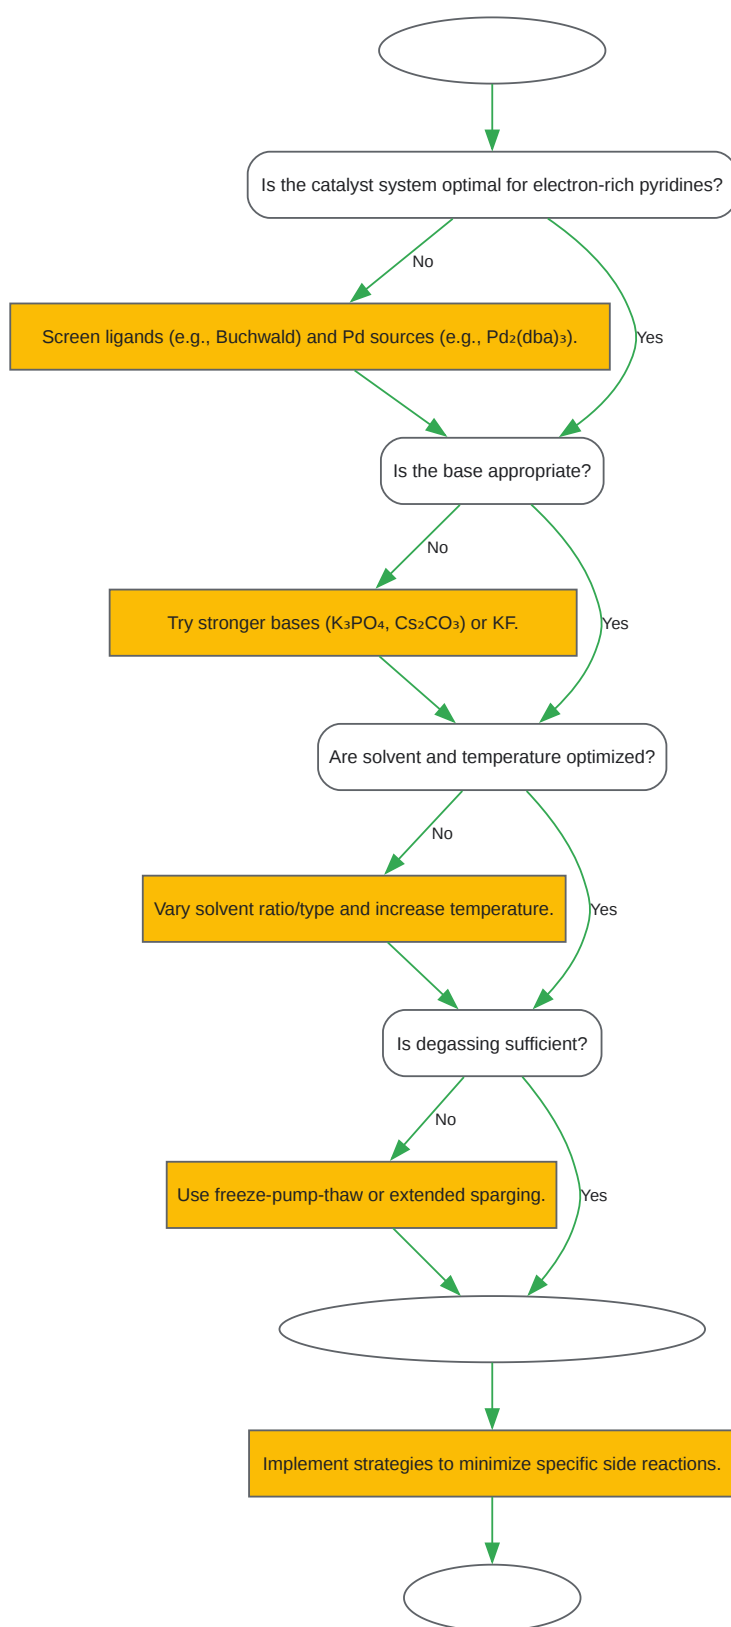 Is the catalyst system optimal for electron-rich pyridines?
No
Screen ligands (e.g., Buchwald) and Pd sources (e.g., Pd₂(dba)₃).
Yes
Is the base appropriate?
No
Try stronger bases (K₃PO₄, Cs₂CO₃) or KF.
Yes
Are solvent and temperature optimized?
No
Vary solvent ratio/type and increase temperature.
Yes
Is degassing sufficient?
No
Use freeze-pump-thaw or extended sparging.
Yes
Implement strategies to minimize specific side reactions.